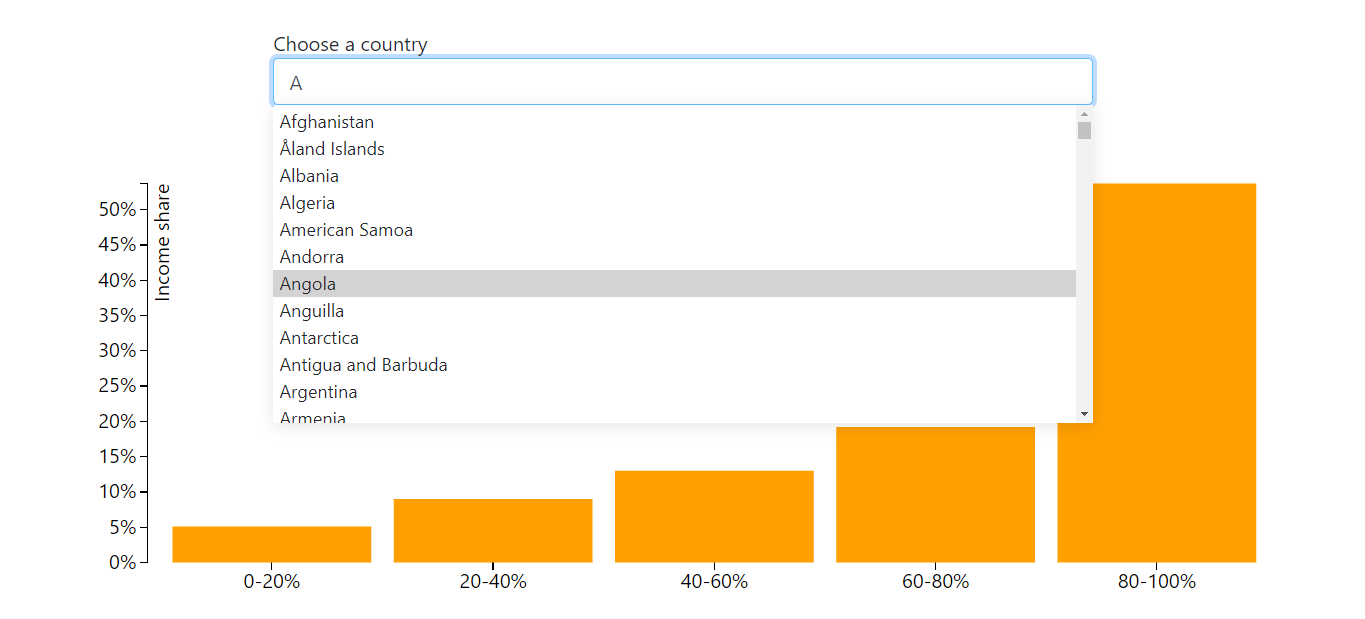 Choose a country
A
Afghanistan
Åland Islands
Albania
Algeria
American Samoa
Andorra
Angola
Anguilla
Antarctica
Antigua and Barbuda
Argentina
Armenia
Income share
50%
45%
40%
35%
30%
25%
20%
15%
10%
5%
0%
0-20%
20-40%
40-60%
60-80%
80-100%